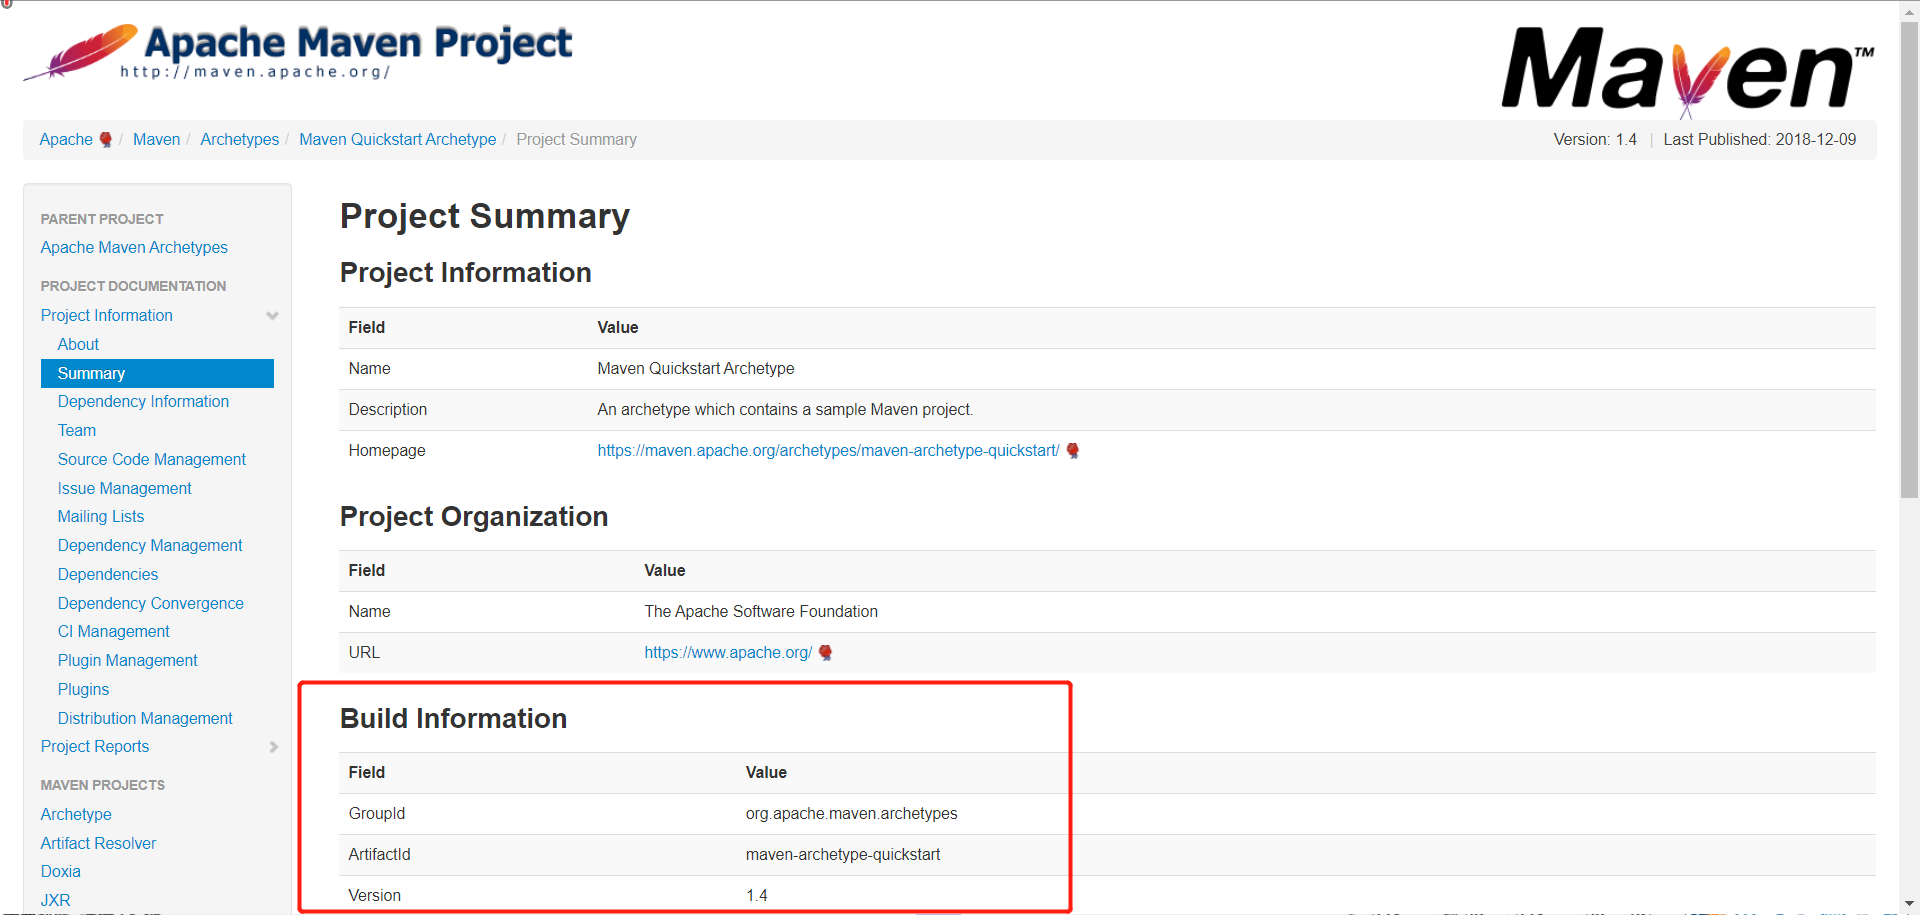 Apache Maven Project
http://maven.apache.org/
Maven™
Apache / Maven / Archetypes / Maven Quickstart Archetype / Project Summary
Version: 1.4 | Last Published: 2018-12-09
PARENT PROJECT
Apache Maven Archetypes
PROJECT DOCUMENTATION
Project Information
About
Summary
Dependency Information
Team
Source Code Management
Issue Management
Mailing Lists
Dependency Management
Dependencies
Dependency Convergence
CI Management
Plugin Management
Plugins
Distribution Management
Project Reports
MAVEN PROJECTS
Archetype
Artifact Resolver
Doxia
JXR
Project Summary
Project Information
Field Value
Name Maven Quickstart Archetype
Description An archetype which contains a sample Maven project.
Homepage https://maven.apache.org/archetypes/maven-archetype-quickstart/
Project Organization
Field Value
Name The Apache Software Foundation
URL https://www.apache.org/
Build Information
Field Value
GroupId org.apache.maven.archetypes
ArtifactId maven-archetype-quickstart
Version 1.4